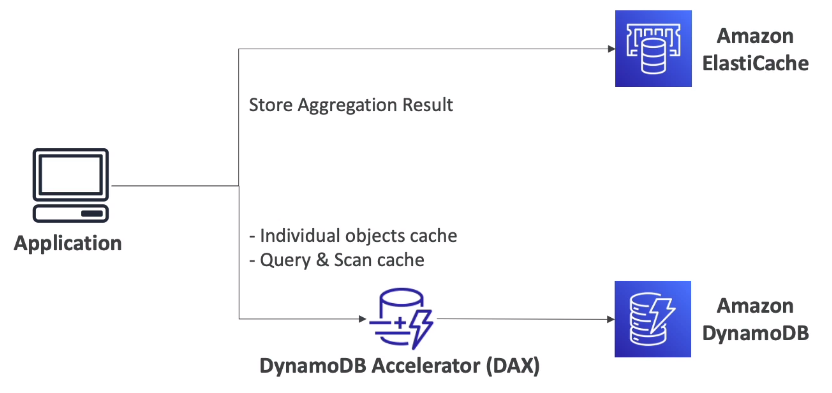 Amazon
ElastiCache
Store Aggregation Result
Application
- Individual objects cache
- Query & Scan cache
Amazon
DynamoDB
DynamoDB Accelerator (DAX)